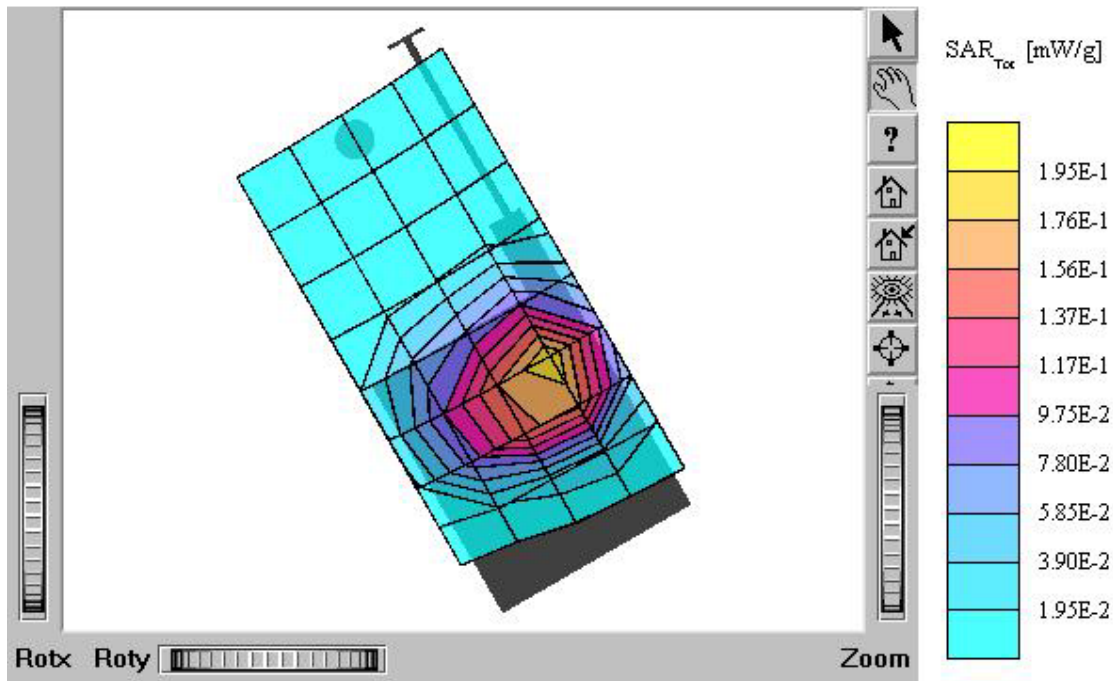 SAR_Tot [mW/g]
?
1.95E-1
1.76E-1
1.56E-1
1.37E-1
1.17E-1
9.75E-2
7.80E-2
5.85E-2
3.90E-2
1.95E-2
Rotx Roty Zoom